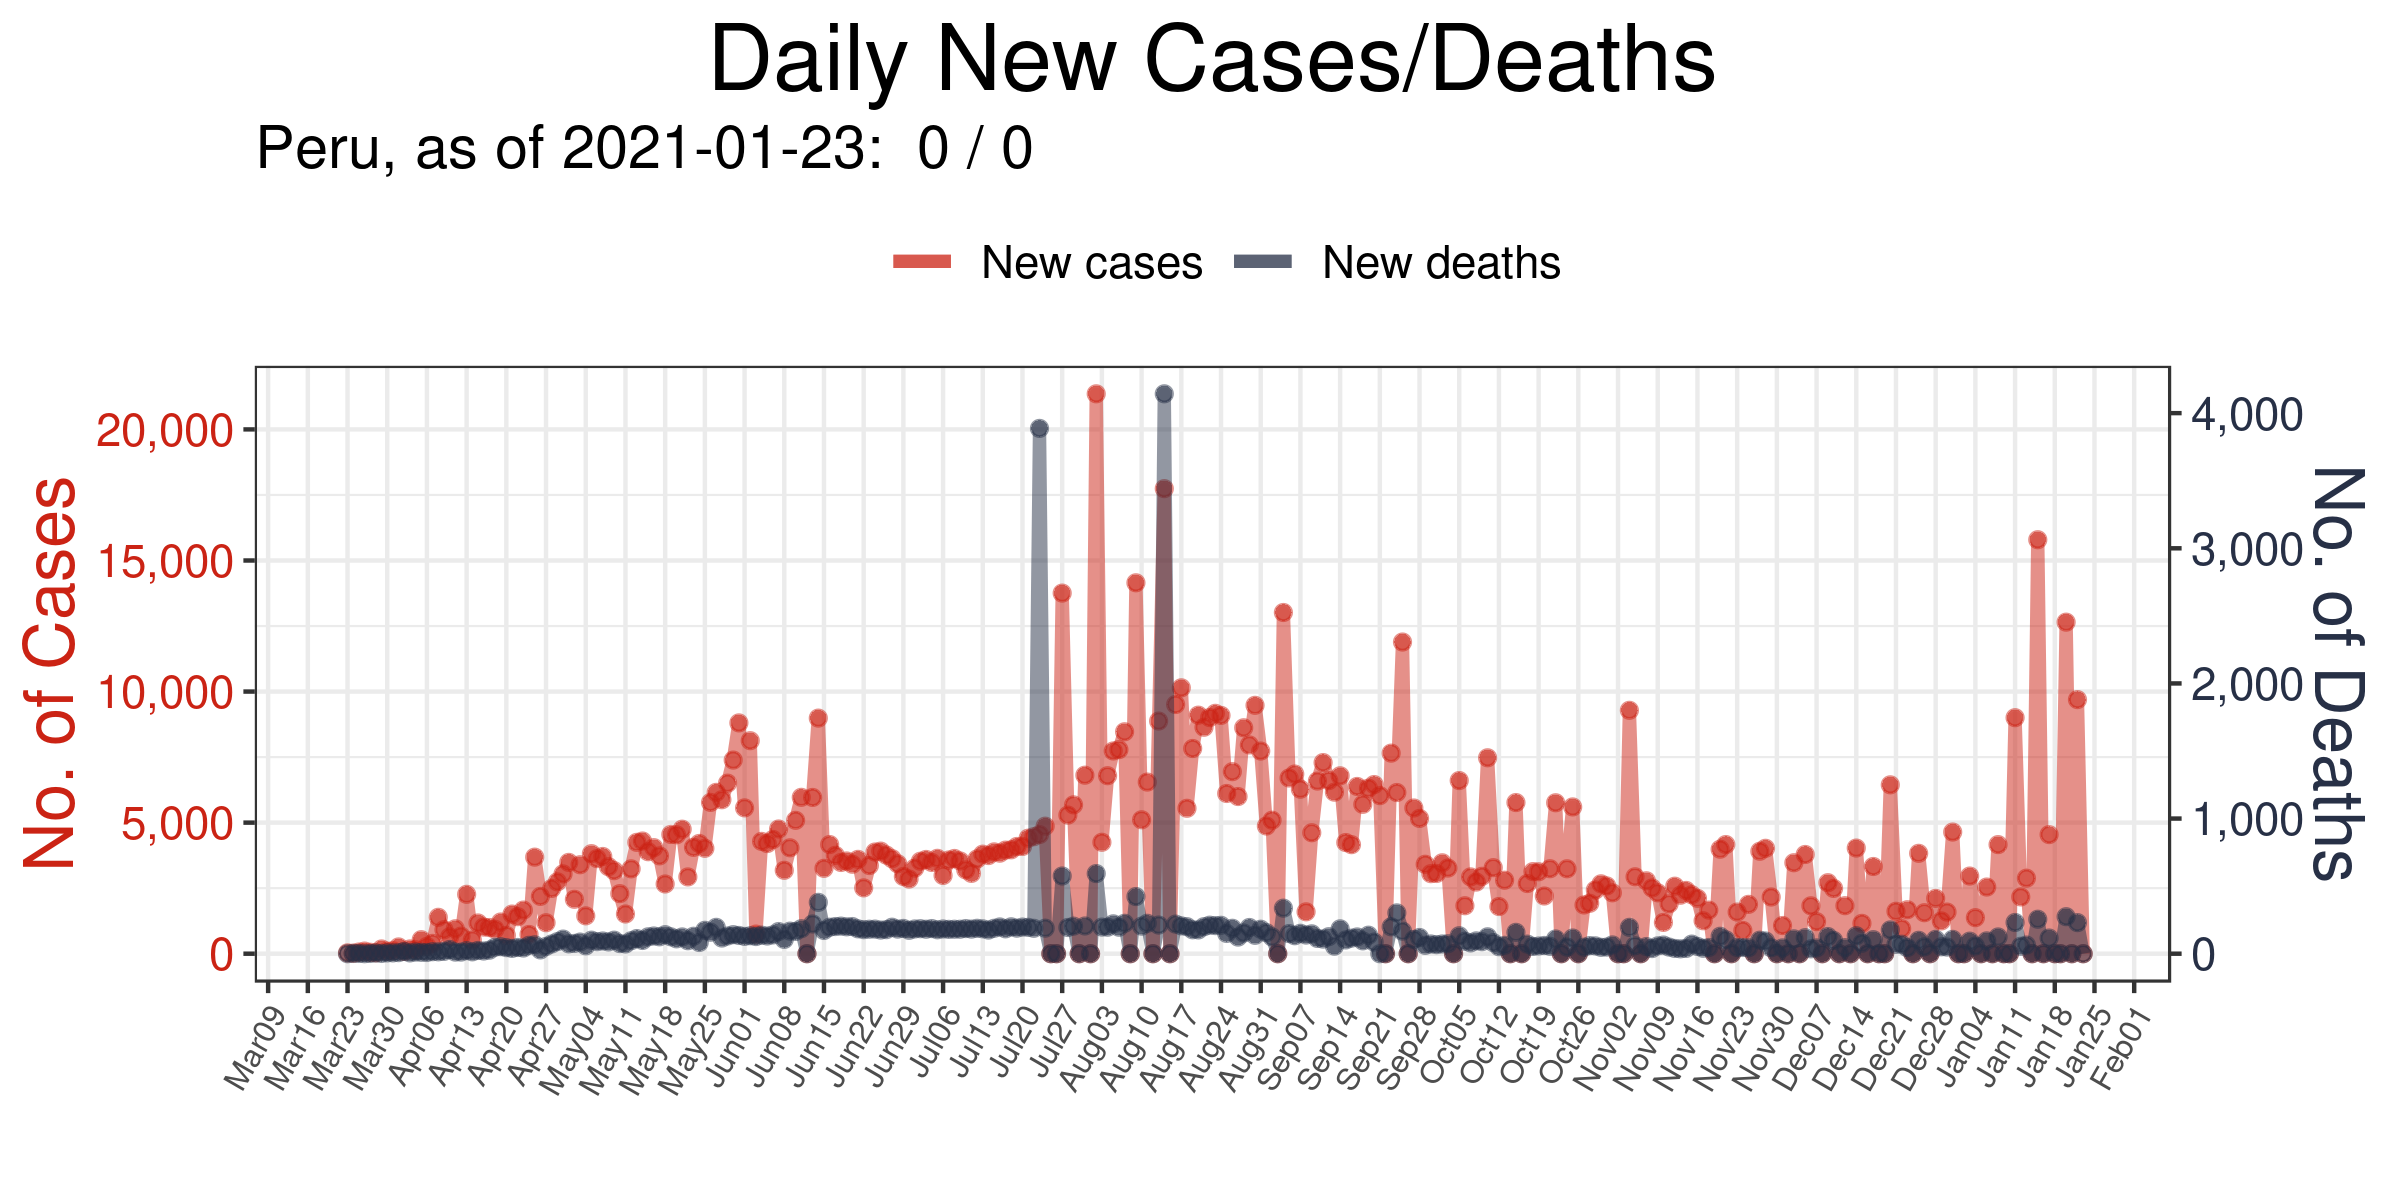 Daily New Cases/Deaths
Peru, as of 2021-01-23:  0 / 0
New cases New deaths
No. of Cases
20,000
15,000
10,000
5,000
0
4,000
3,000
2,000
1,000
0
No. of Deaths
Mar09 Mar16 Mar23 Mar30 Apr06 Apr13 Apr20 Apr27 May04 May11 May18 May25 Jun01 Jun08 Jun15 Jun22 Jun29 Jul06 Jul13 Jul20 Jul27 Aug03 Aug10 Aug17 Aug24 Aug31 Sep07 Sep14 Sep21 Sep28 Oct05 Oct12 Oct19 Oct26 Nov02 Nov09 Nov16 Nov23 Nov30 Dec07 Dec14 Dec21 Dec28 Jan04 Jan11 Jan18 Jan25 Feb01